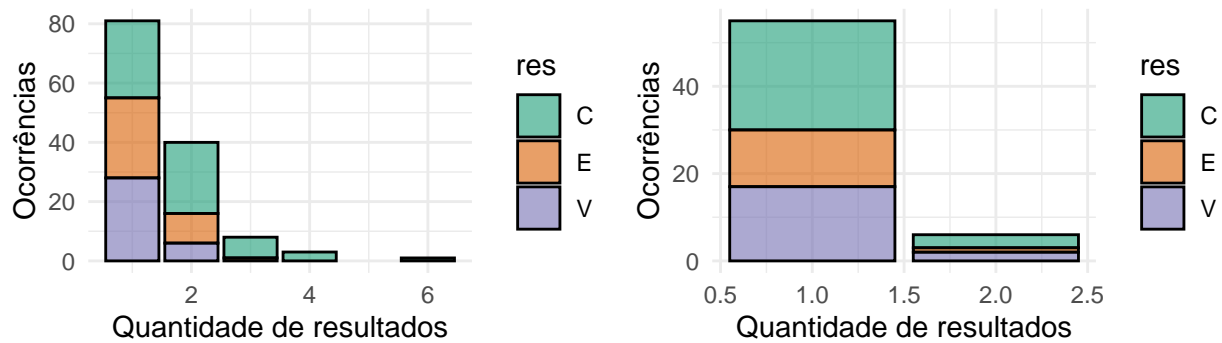 Ocorrências
80
60
40
20
0
2
4
6
Quantidade de resultados
res
C
E
V
Ocorrências
40
20
0
0.5
1.0
1.5
2.0
2.5
Quantidade de resultados
res
C
E
V